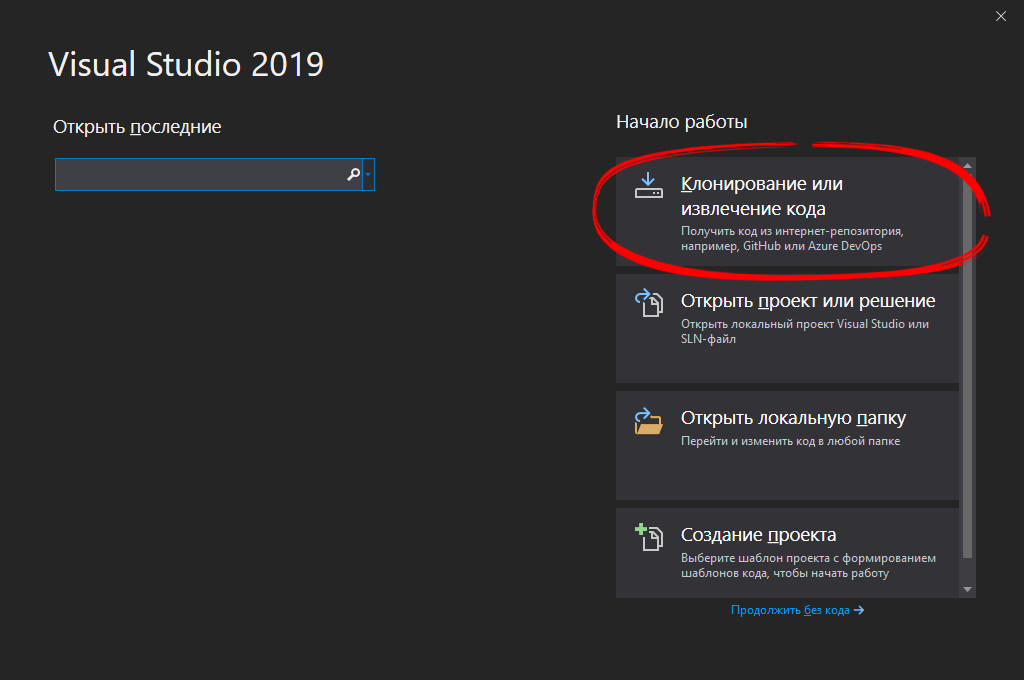 Visual Studio 2019
Открыть последние
Начало работы
Клонирование или
извлечение кода
Получить код из интернет-репозитория,
например, GitHub или Azure DevOps
Открыть проект или решение
Открыть локальный проект Visual Studio или
SLN-файл
Открыть локальную папку
Перейти и изменить код в любой папке
Создание проекта
Выберите шаблон проекта с формированием
шаблонов кода, чтобы начать работу
Продолжить без кода →